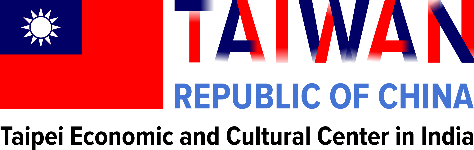 TAIWAN
REPUBLIC OF CHINA
Taipei Economic and Cultural Center in India